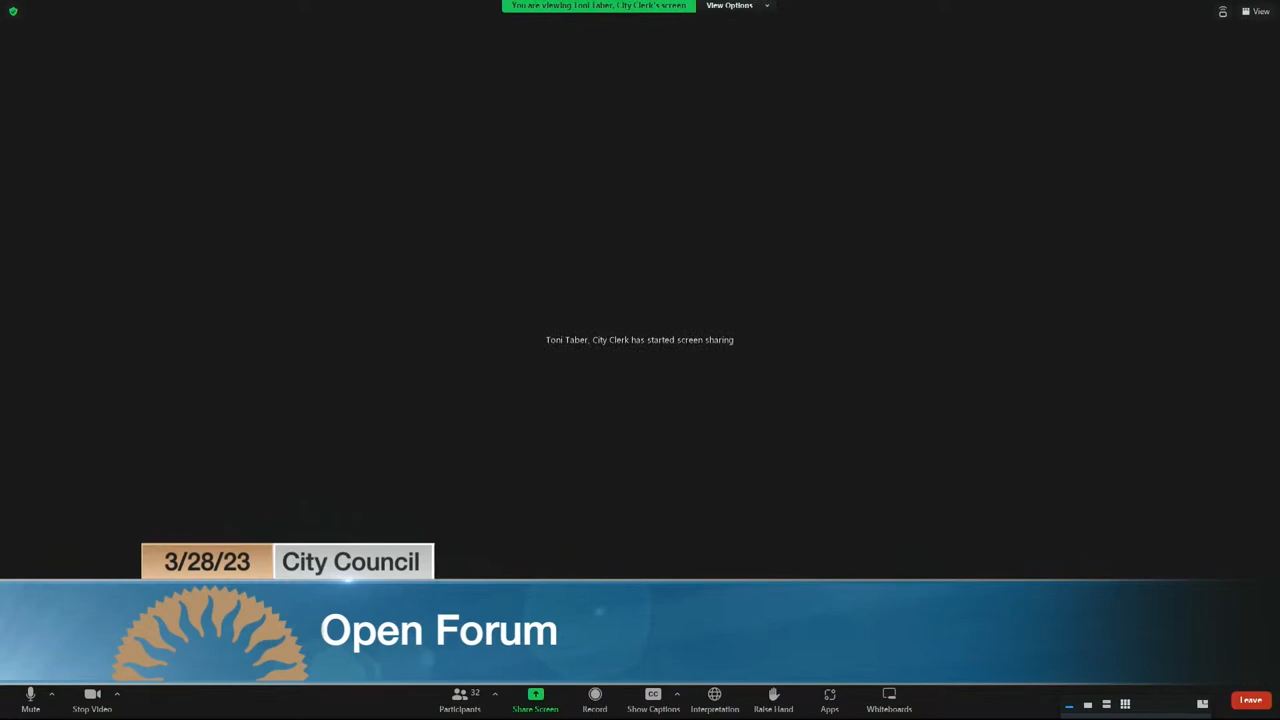 You are viewing Toni Taber, City Clerk's screen
View Options
View
Toni Taber, City Clerk has started screen sharing
3/28/23
City Council
Open Forum
Mute
Stop Video
32
Participants
Share Screen
Record
CC
Show Captions
Interpretation
Raise Hand
Apps
Whiteboards
Leave